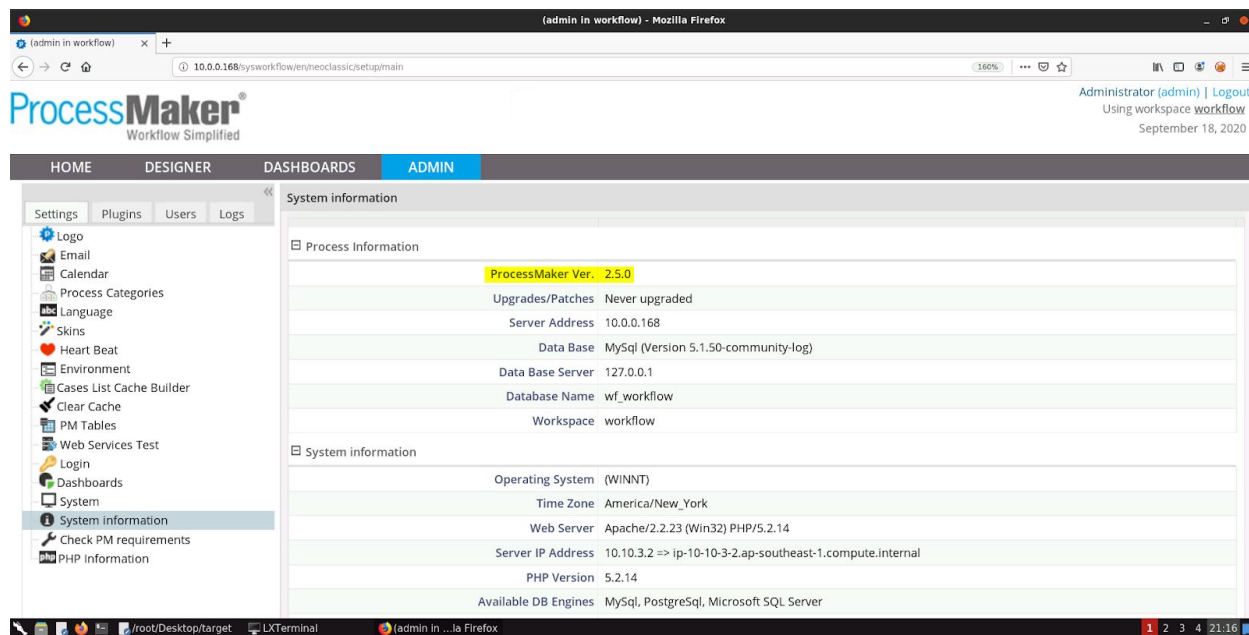 (admin in workflow) - Mozilla Firefox
(admin in workflow)
10.0.0.168/sysworkflow/en/neoclassic/setup/main
160%
ProcessMaker®
Workflow Simplified
Administrator (admin) | Logout
Using workspace workflow
September 18, 2020
HOME DESIGNER DASHBOARDS ADMIN
Settings Plugins Users Logs
Logo
Email
Calendar
Process Categories
abc Language
Skins
Heart Beat
Environment
Cases List Cache Builder
Clear Cache
PM Tables
Web Services Test
Login
Dashboards
System
System information
Check PM requirements
php PHP Information
System information
Process Information
ProcessMaker Ver. 2.5.0
Upgrades/Patches Never upgraded
Server Address 10.0.0.168
Data Base MySql (Version 5.1.50-community-log)
Data Base Server 127.0.0.1
Database Name wf_workflow
Workspace workflow
System information
Operating System (WINNT)
Time Zone America/New_York
Web Server Apache/2.2.23 (Win32) PHP/5.2.14
Server IP Address 10.10.3.2 => ip-10-10-3-2.ap-southeast-1.compute.internal
PHP Version 5.2.14
Available DB Engines MySql, PostgreSql, Microsoft SQL Server
/root/Desktop/target LXTerminal (admin in ...la Firefox 1 2 3 4 21:16